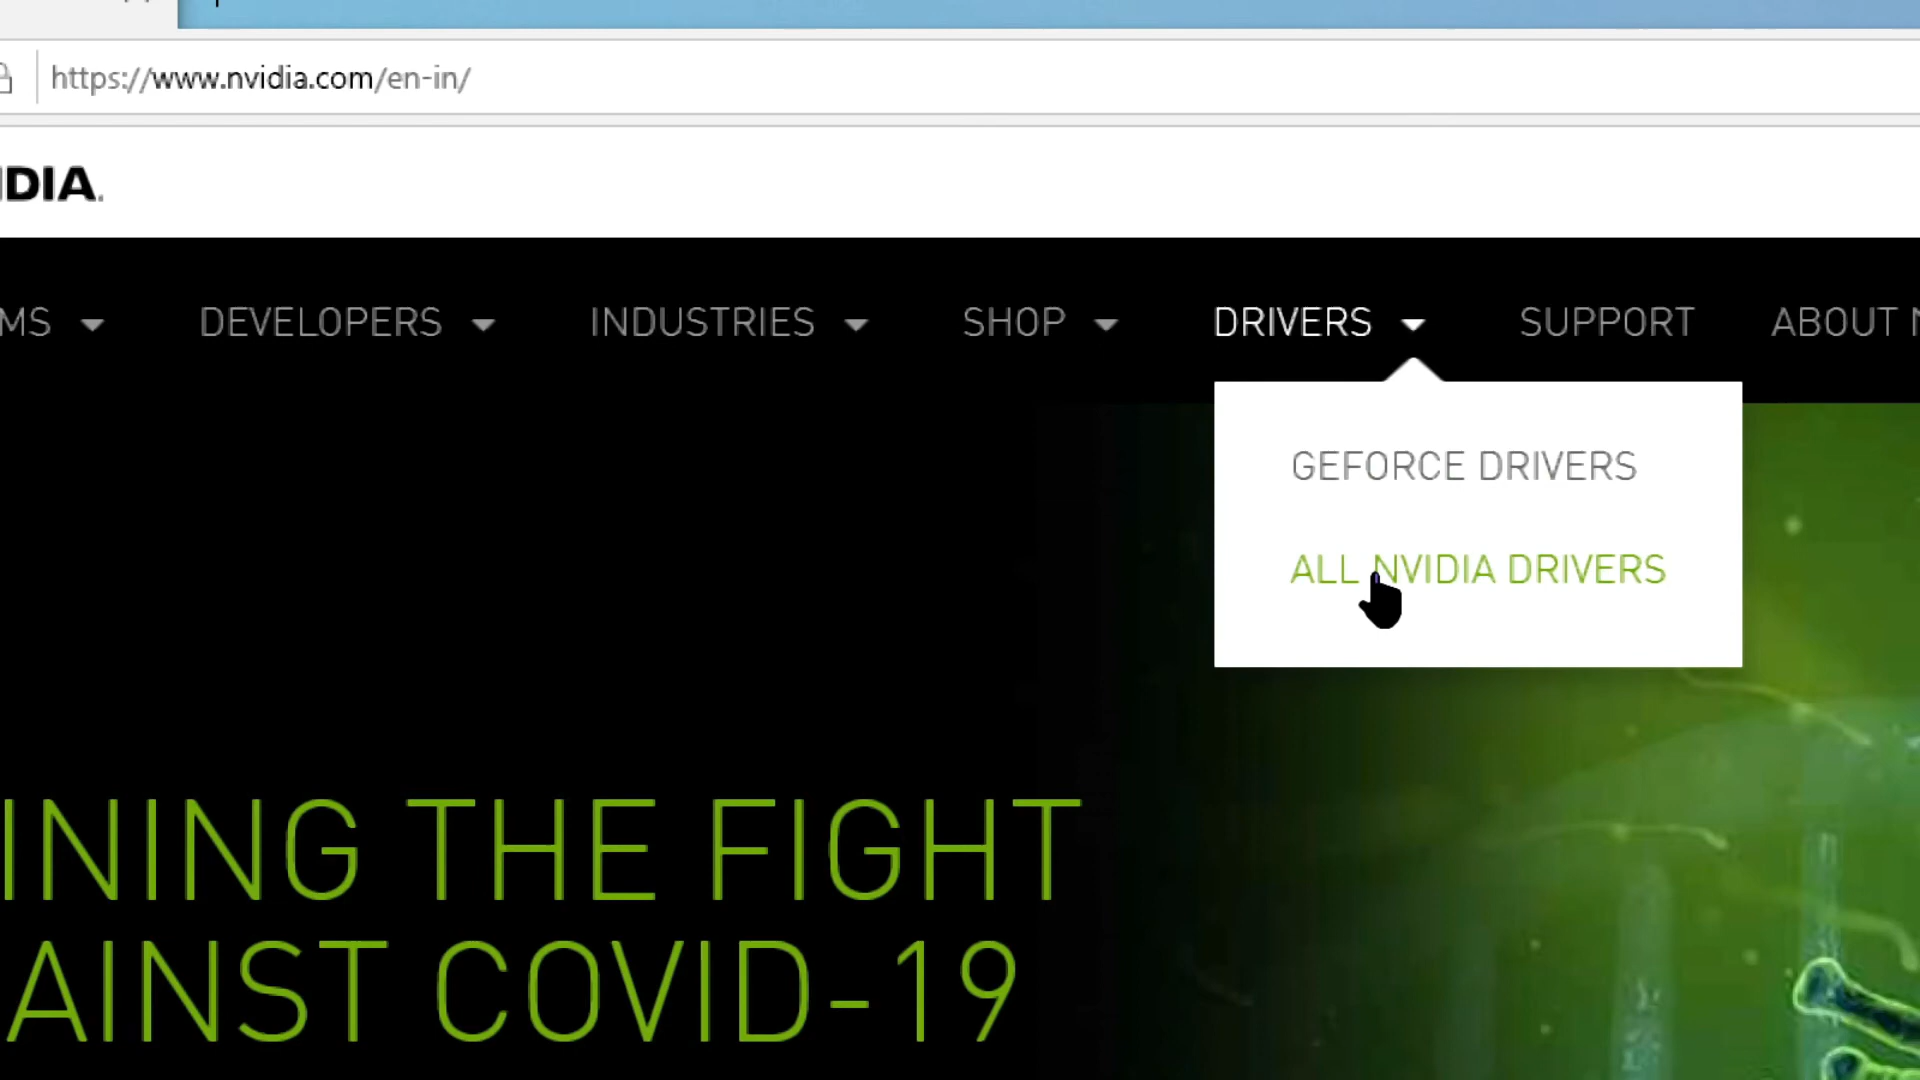 https://www.nvidia.com/en-in/
IDIA.
MS DEVELOPERS INDUSTRIES SHOP DRIVERS SUPPORT ABOUT
GEFORCE DRIVERS
ALL NVIDIA DRIVERS
INING THE FIGHT
AINST COVID-19